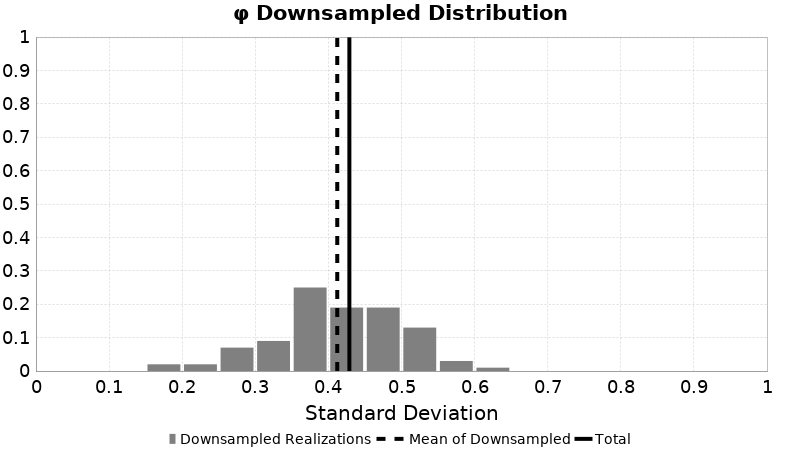 φ Downsampled Distribution
1
0.9
0.8
0.7
0.6
0.5
0.4
0.3
0.2
0.1
0
0 0.1 0.2 0.3 0.4 0.5 0.6 0.7 0.8 0.9 1
Standard Deviation
Downsampled Realizations Mean of Downsampled Total